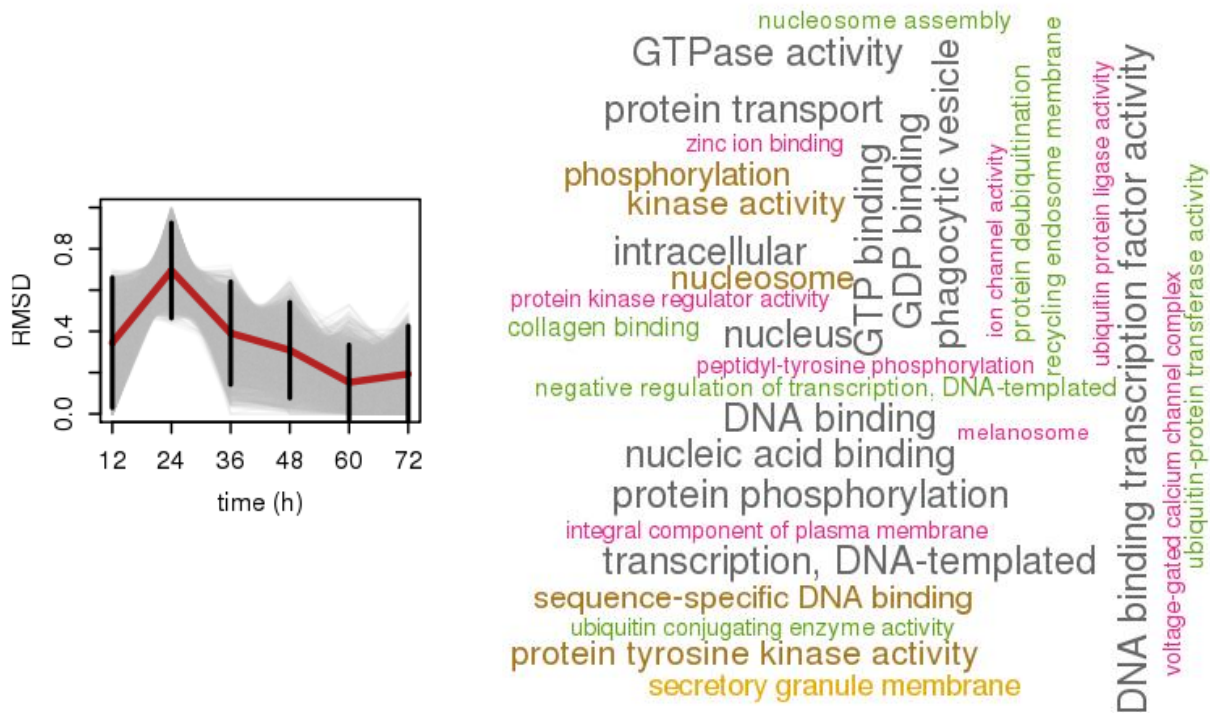 RMSD
0.0
0.4
0.8
12 24 36 48 60 72
time (h)
nucleosome assembly
GTPase activity
protein transport
zinc ion binding
phosphorylation
kinase activity
intracellular
nucleosome
protein kinase regulator activity
collagen binding
nucleus
peptidyl-tyrosine phosphorylation
negative regulation of transcription, DNA-templated
DNA binding
melanosome
nucleic acid binding
protein phosphorylation
integral component of plasma membrane
transcription, DNA-templated
sequence-specific DNA binding
ubiquitin conjugating enzyme activity
protein tyrosine kinase activity
secretory granule membrane
GTP binding
GDP binding
phagocytic vesicle
ion channel activity
protein deubiquitination
recycling endosome membrane
ubiquitin protein ligase activity
DNA binding transcription factor activity
voltage-gated calcium channel complex
ubiquitin-protein transferase activity